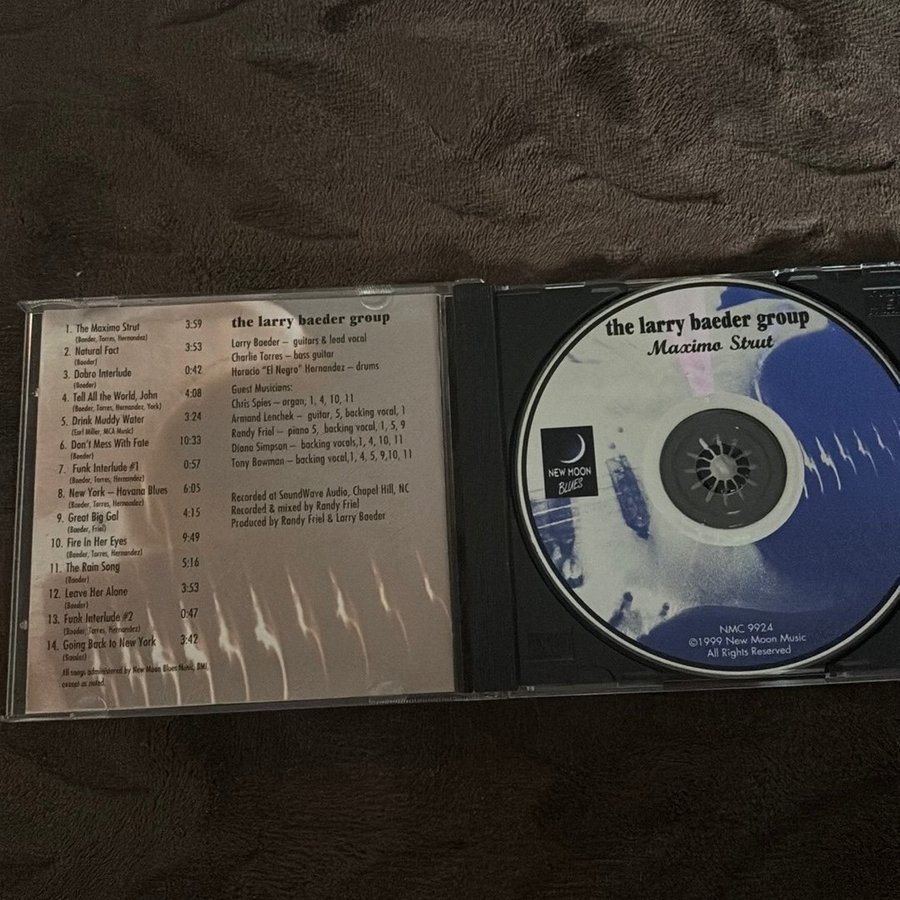 1. The Maximo Strut 3:59
(Baeder, Torres, Hernandez)
2. Natural Fact 3:53
(Baeder)
3. Dobro Interlude 0:42
(Baeder)
4. Tell All the World, John 4:08
(Baeder, Torres, Hernandez, York)
5. Drink Muddy Water 3:24
(Earl Miller, MCA Music)
6. Don't Mess With Fate 10:33
(Baeder)
7. Funk Interlude #1 0:57
(Baeder, Torres, Hernandez)
8. New York – Havana Blues 6:05
(Baeder, Torres, Hernandez)
9. Great Big Gal 4:15
(Baeder, Friel)
10. Fire In Her Eyes 9:49
(Baeder, Torres, Hernandez)
11. The Rain Song 5:16
(Baeder)
12. Leave Her Alone 3:53
(Baeder)
13. Funk Interlude #2 0:47
(Baeder, Torres, Hernandez)
14. Going Back to New York 3:42
All songs administered by New Moon Blues Music, BMI
except as noted.
the larry baeder group
Larry Baeder – guitars & lead vocal
Charlie Torres – bass guitar
Horacio "El Negro" Hernandez – drums
Guest Musicians:
Chris Spies – organ, 1, 4, 10, 11
Armand Lenchek – guitar, 5, backing vocal, 1
Randy Friel – piano 5, backing vocal, 1, 5, 9
Diana Simpson – backing vocals,1, 4, 10, 11
Tony Bowman – backing vocal,1, 4, 5, 9,10, 11
Recorded at SoundWave Audio, Chapel Hill, NC
Recorded & mixed by Randy Friel
Produced by Randy Friel & Larry Baeder
the larry baeder group
Maximo Strut
NEW MOON
BLUES
NMC 9924
©1999 New Moon Music
All Rights Reserved